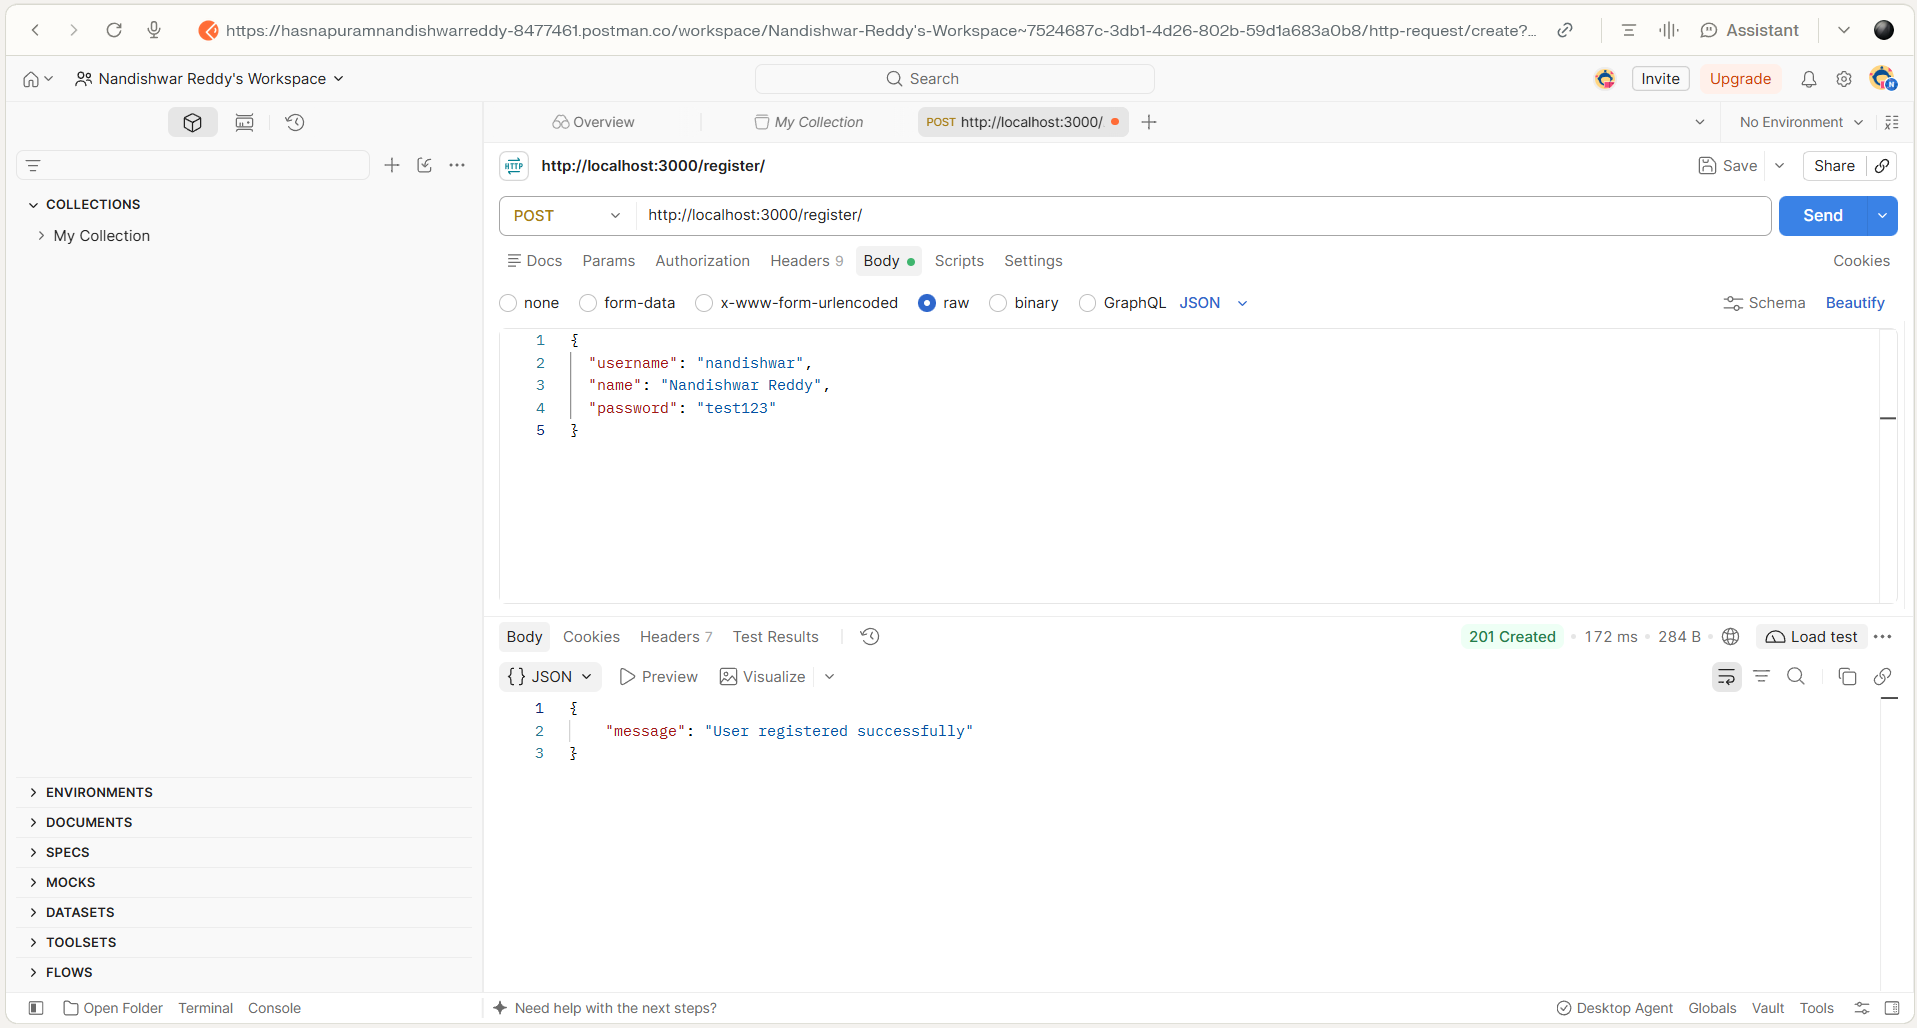 https://hasnapuramnandishwarreddy-8477461.postman.co/workspace/Nandishwar-Reddy's-Workspace~7524687c-3db1-4d26-802b-59d1a683a0b8/http-request/create?...
Assistant
Nandishwar Reddy's Workspace
Search
Invite
Upgrade
N
Overview
My Collection
POST http://localhost:3000/
No Environment
HTTP http://localhost:3000/register/
Save
Share
COLLECTIONS
My Collection
POST http://localhost:3000/register/
Send
Docs Params Authorization Headers 9 Body Scripts Settings
Cookies
none form-data x-www-form-urlencoded raw binary GraphQL JSON
Schema Beautify
1 {
2 "username": "nandishwar",
3 "name": "Nandishwar Reddy",
4 "password": "test123"
5 }
Body Cookies Headers 7 Test Results
201 Created • 172 ms • 284 B •
Load test
{} JSON Preview Visualize
1 {
2 "message": "User registered successfully"
3 }
ENVIRONMENTS
DOCUMENTS
SPECS
MOCKS
DATASETS
TOOLSETS
FLOWS
Open Folder Terminal Console
Need help with the next steps?
Desktop Agent Globals Vault Tools